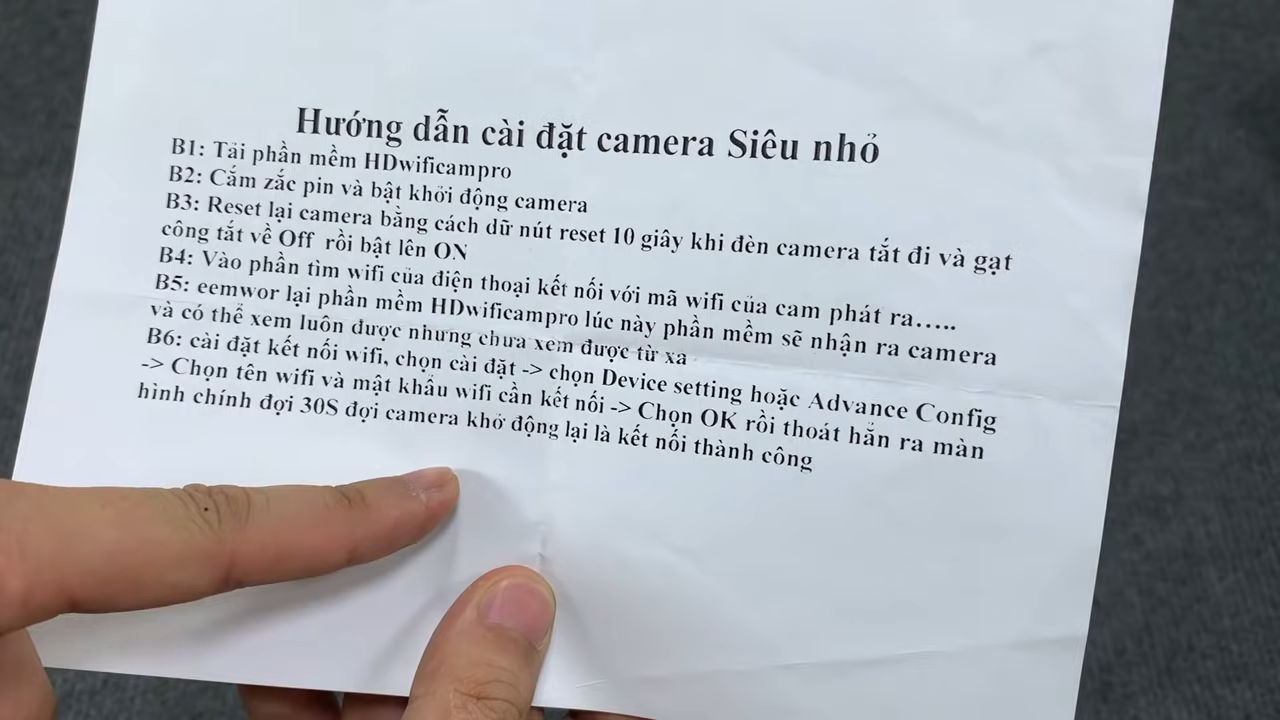 Hướng dẫn cài đặt camera Siêu nhỏ
B1: Tải phần mềm HDwificampro
B2: Cắm zắc pin và bật khởi động camera
B3: Reset lại camera bằng cách dữ nút reset 10 giây khi đèn camera tắt đi và gạt
công tắt về Off rồi bật lên ON
B4: Vào phần tìm wifi của điện thoại kết nối với mã wifi của cam phát ra.....
B5: eemwor lại phần mềm HDwificampro lúc này phần mềm sẽ nhận ra camera
và có thể xem luôn được nhưng chưa xem được từ xa
B6: cài đặt kết nối wifi, chọn cài đặt -> chọn Device setting hoặc Advance Config
-> Chọn tên wifi và mật khẩu wifi cần kết nối -> Chọn OK rồi thoát hẳn ra màn
hình chính đợi 30S đợi camera khở động lại là kết nối thành công